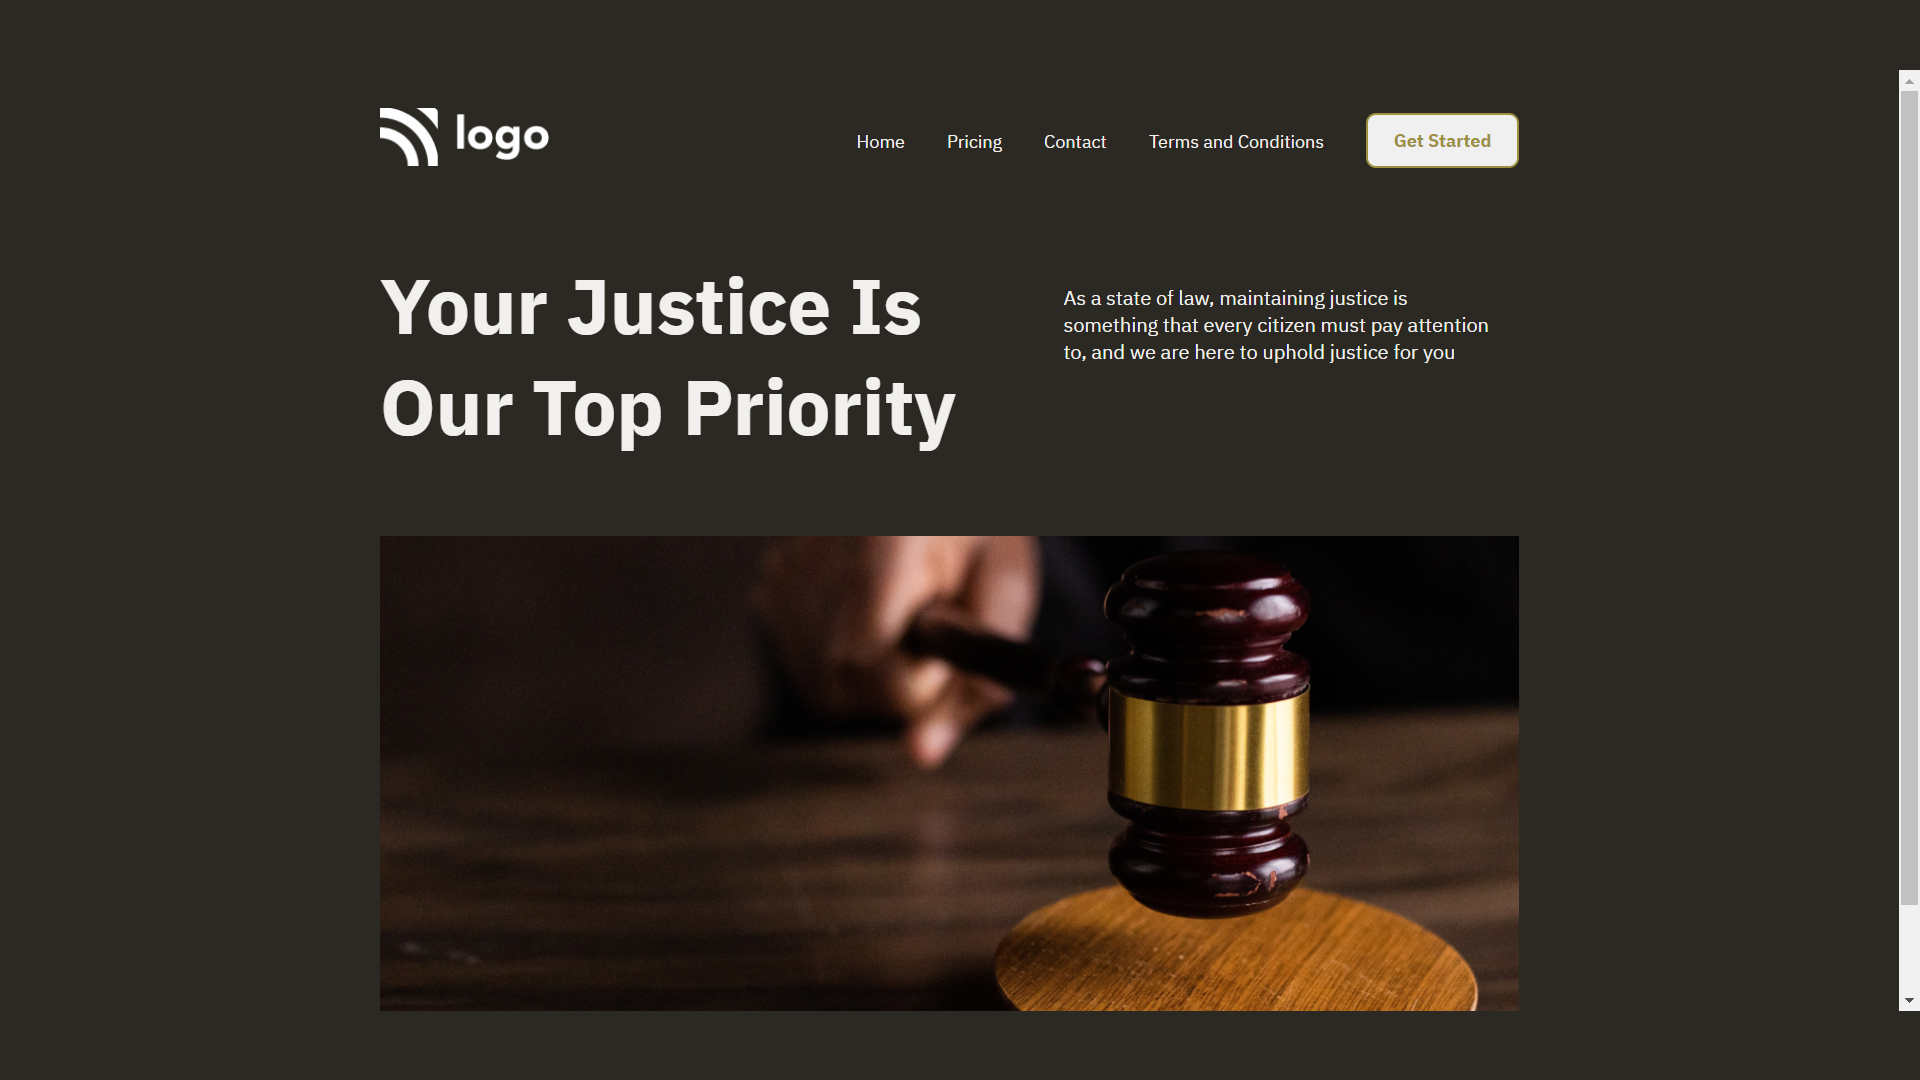 logo
Home Pricing Contact Terms and Conditions Get Started
Your Justice Is
Our Top Priority
As a state of law, maintaining justice is
something that every citizen must pay attention
to, and we are here to uphold justice for you